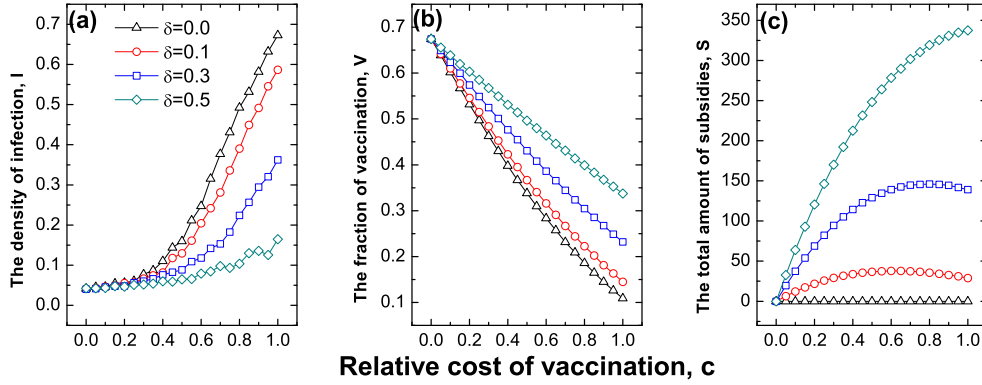 (a)
δ=0.0
δ=0.1
δ=0.3
δ=0.5
The density of infection, I
0.7
0.6
0.5
0.4
0.3
0.2
0.1
0.0
0.0 0.2 0.4 0.6 0.8 1.0
(b)
The fraction of vaccination, V
0.7
0.6
0.5
0.4
0.3
0.2
0.1
0.0 0.2 0.4 0.6 0.8 1.0
(c)
The total amount of subsidies, S
350
300
250
200
150
100
50
0
0.0 0.2 0.4 0.6 0.8 1.0
Relative cost of vaccination, c